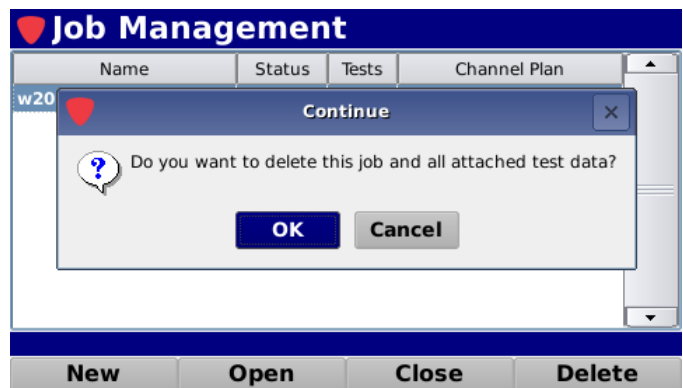 Job Management
Name Status Tests Channel Plan
w20
Continue
Do you want to delete this job and all attached test data?
OK Cancel
New Open Close Delete